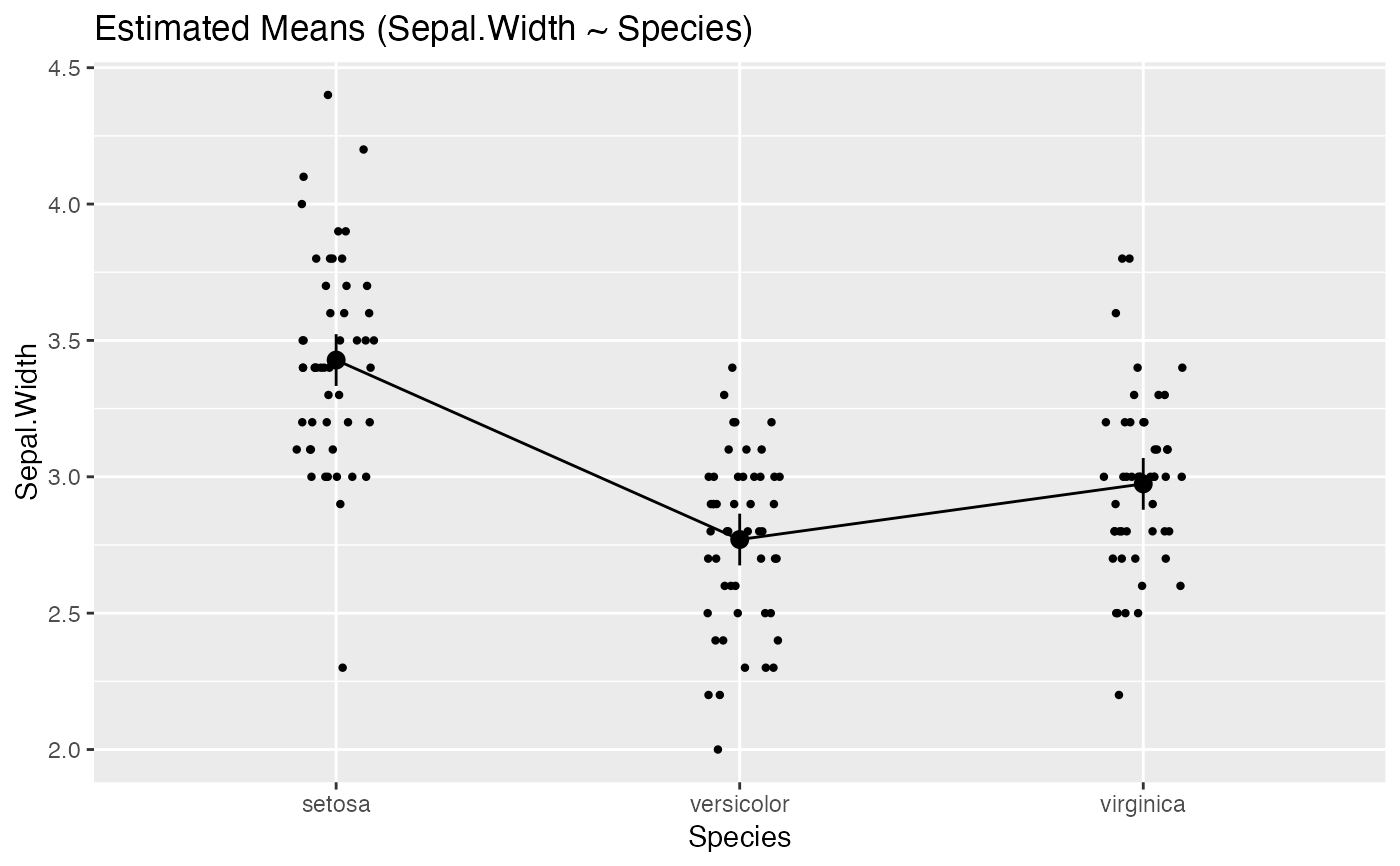 Estimated Means (Sepal.Width ~ Species)
4.5
4.0
3.5
3.0
2.5
2.0
Sepal.Width
setosa versicolor virginica
Species